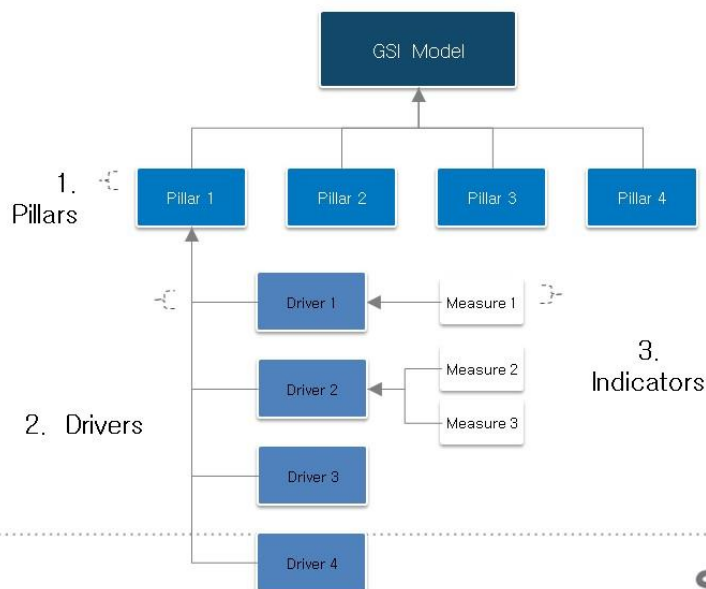 GSI Model
1.
Pillars
Pillar 1
Pillar 2
Pillar 3
Pillar 4
Driver 1
Measure 1
Driver 2
Measure 2
Measure 3
3.
Indicators
2. Drivers
Driver 3
Driver 4